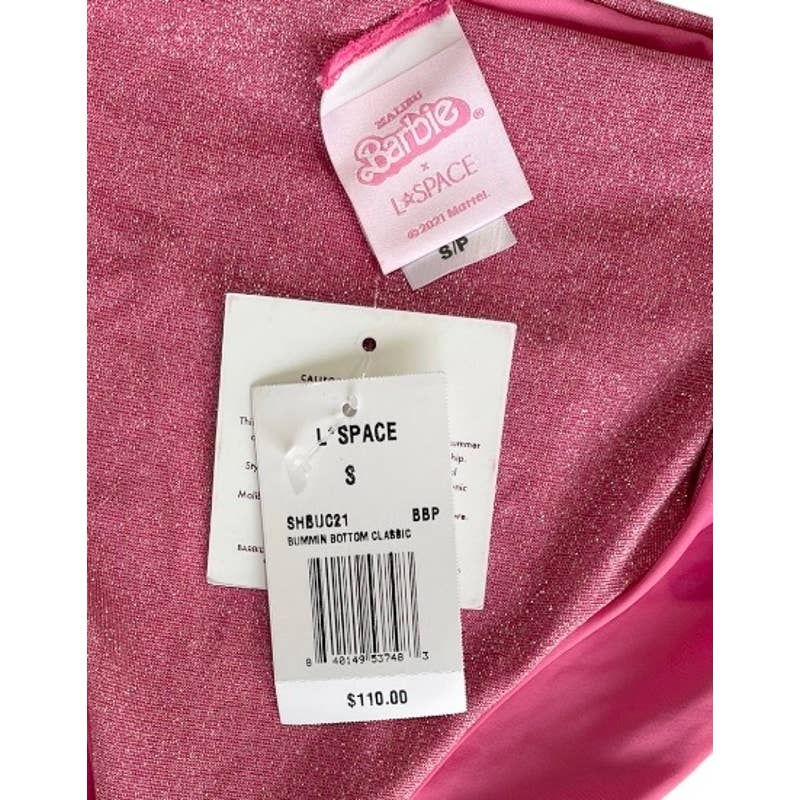 MALIBU
Barbie®
x
L*SPACE
©2021 Mattel.
S/P
L*SPACE
S
SHBUC21 BBP
BUMMIN BOTTOM CLASSIC
8 40149 53748 3
$110.00